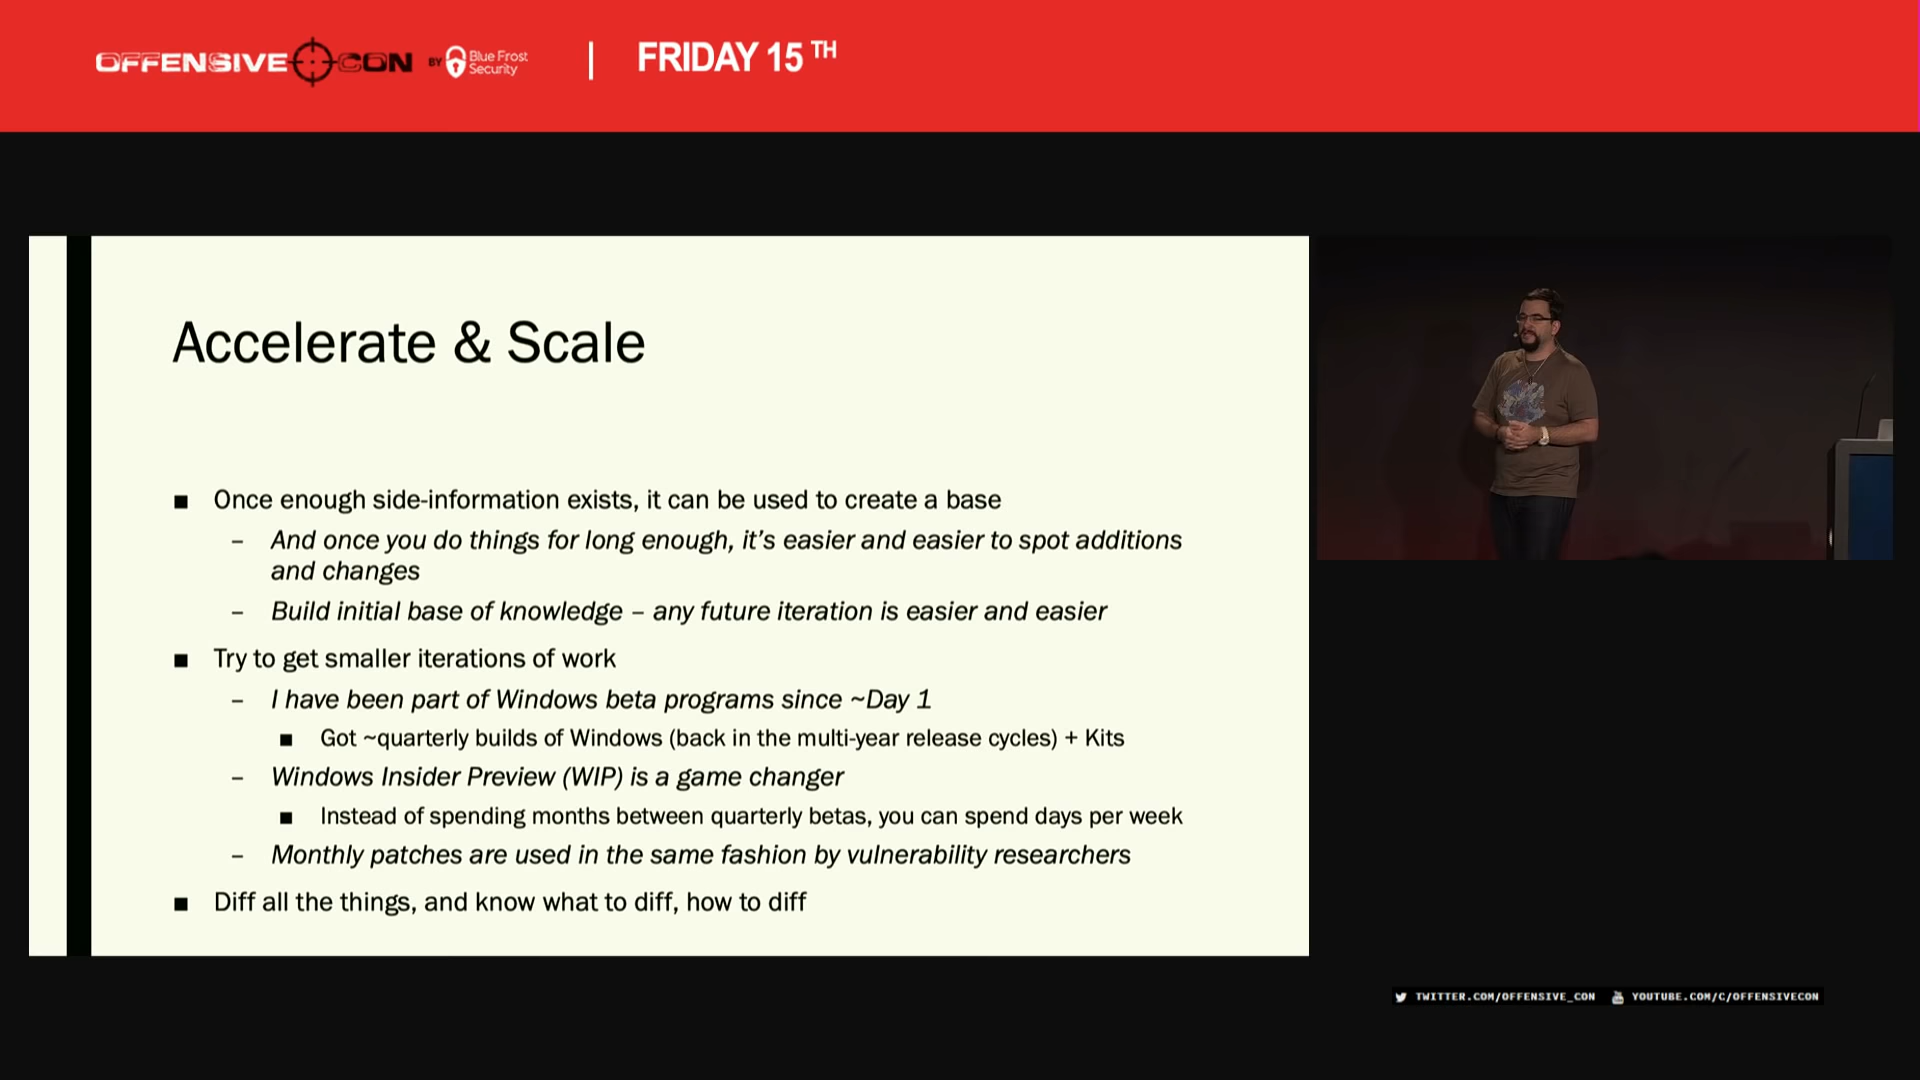 OFFENSIVE CON BY Blue Frost Security | FRIDAY 15 TH
Accelerate & Scale
■ Once enough side-information exists, it can be used to create a base
– And once you do things for long enough, it’s easier and easier to spot additions
and changes
– Build initial base of knowledge – any future iteration is easier and easier
■ Try to get smaller iterations of work
– I have been part of Windows beta programs since ~Day 1
■ Got ~quarterly builds of Windows (back in the multi-year release cycles) + Kits
– Windows Insider Preview (WIP) is a game changer
■ Instead of spending months between quarterly betas, you can spend days per week
– Monthly patches are used in the same fashion by vulnerability researchers
■ Diff all the things, and know what to diff, how to diff
TWITTER.COM/OFFENSIVE_CON YOUTUBE.COM/C/OFFENSIVECON